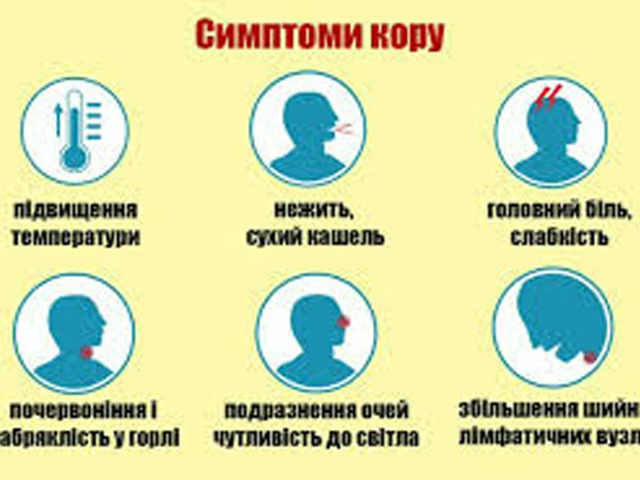 Симптоми кору
підвищення
температури
нежить,
сухий кашель
головний біль,
слабкість
почервоніння і
абряклість у горлі
подразнення очей
чутливість до світла
збільшення шийн
лімфатичних вузл